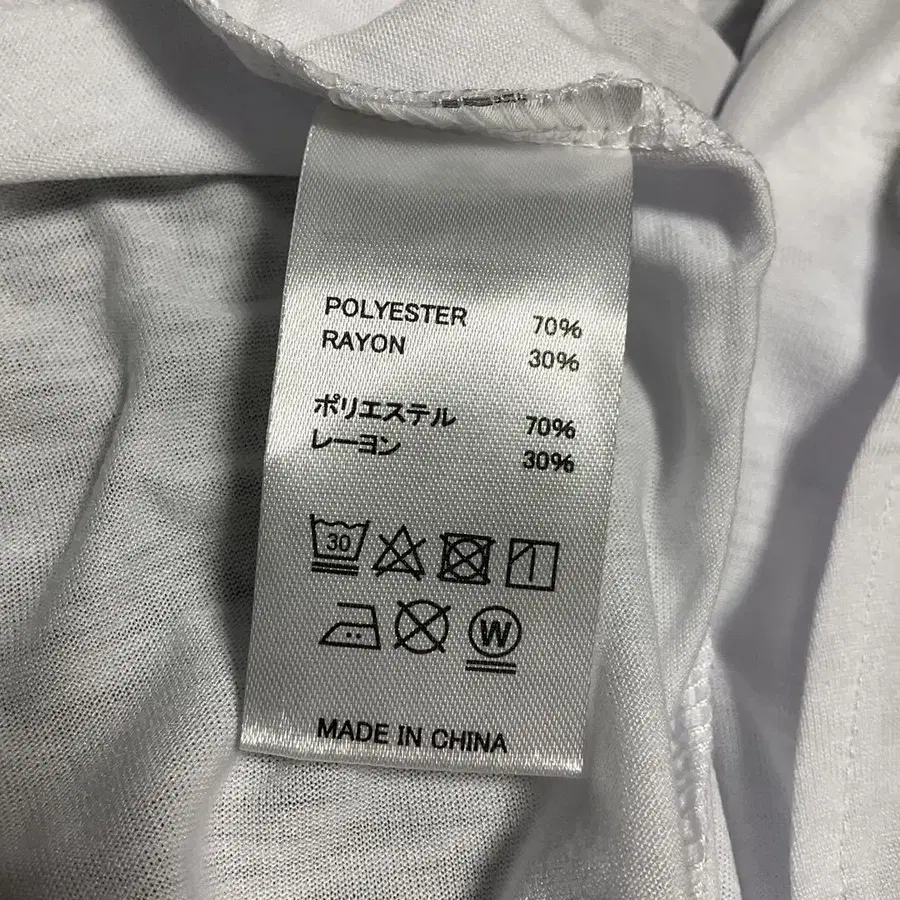 POLYESTER 70%
RAYON 30%
ポリエステル 70%
レーヨン 30%
30
W
MADE IN CHINA